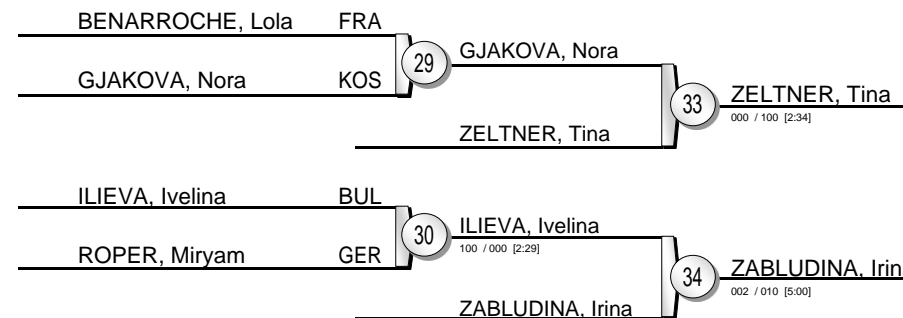 BENARROCHE, Lola FRA
GJAKOVA, Nora KOS
29
GJAKOVA, Nora
ZELTNER, Tina
33
ZELTNER, Tina
000 / 100 [2:34]
ILIEVA, Ivelina BUL
ROPER, Miryam GER
30
ILIEVA, Ivelina
100 / 000 [2:29]
ZABLUDINA, Irina
34
ZABLUDINA, Irin
002 / 010 [5:00]